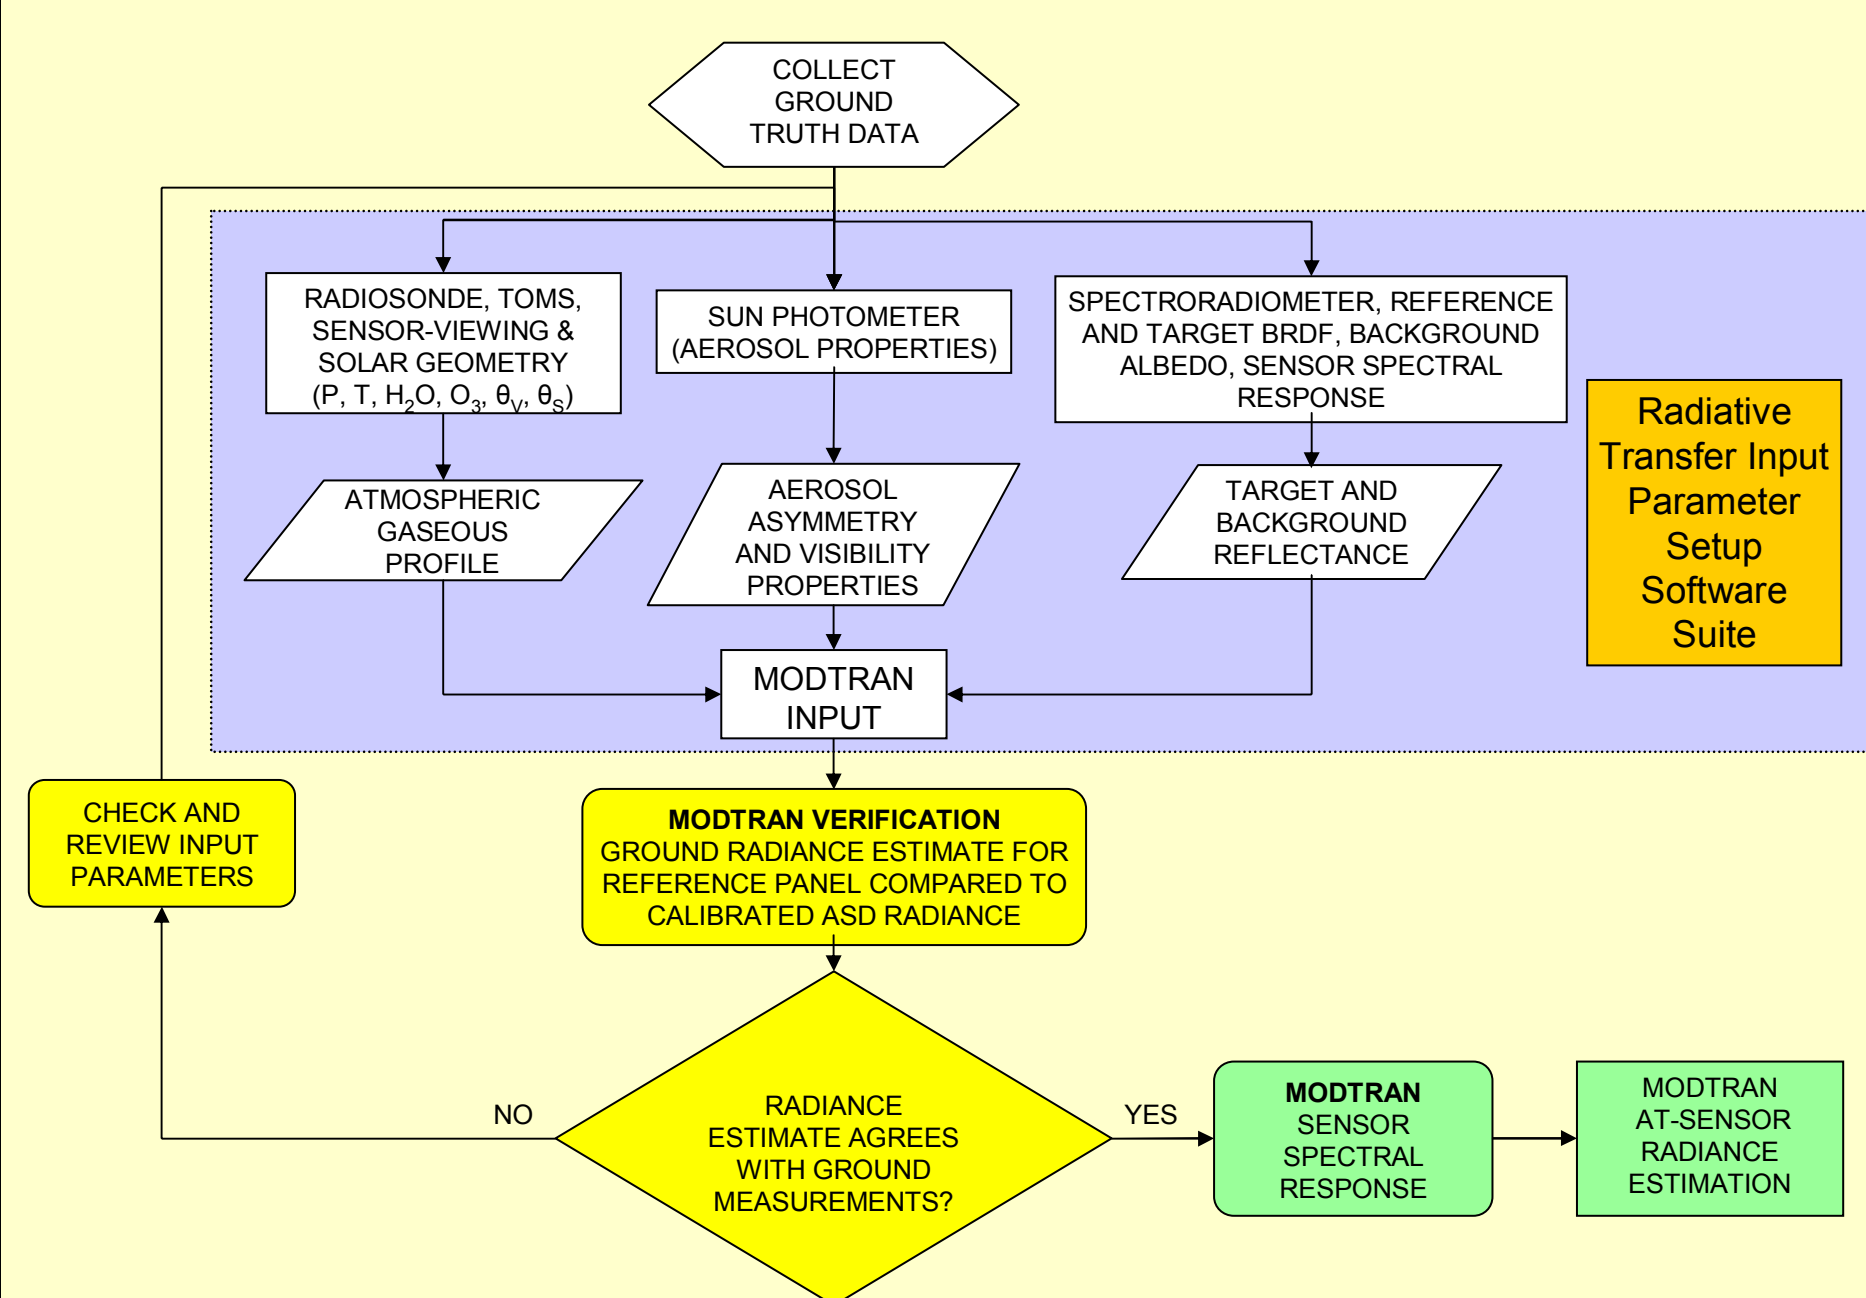 COLLECT
GROUND
TRUTH DATA
RADIOSONDE, TOMS,
SENSOR-VIEWING &
SOLAR GEOMETRY
(P, T, H₂O, O₃, θ_V, θ_S)
SUN PHOTOMETER
(AEROSOL PROPERTIES)
SPECTRORADIOMETER, REFERENCE
AND TARGET BRDF, BACKGROUND
ALBEDO, SENSOR SPECTRAL
RESPONSE
Radiative
Transfer Input
Parameter
Setup
Software
Suite
ATMOSPHERIC
GASEOUS
PROFILE
AEROSOL
ASYMMETRY
AND VISIBILITY
PROPERTIES
TARGET AND
BACKGROUND
REFLECTANCE
MODTRAN
INPUT
CHECK AND
REVIEW INPUT
PARAMETERS
MODTRAN VERIFICATION
GROUND RADIANCE ESTIMATE FOR
REFERENCE PANEL COMPARED TO
CALIBRATED ASD RADIANCE
NO
RADIANCE
ESTIMATE AGREES
WITH GROUND
MEASUREMENTS?
YES
MODTRAN
SENSOR
SPECTRAL
RESPONSE
MODTRAN
AT-SENSOR
RADIANCE
ESTIMATION